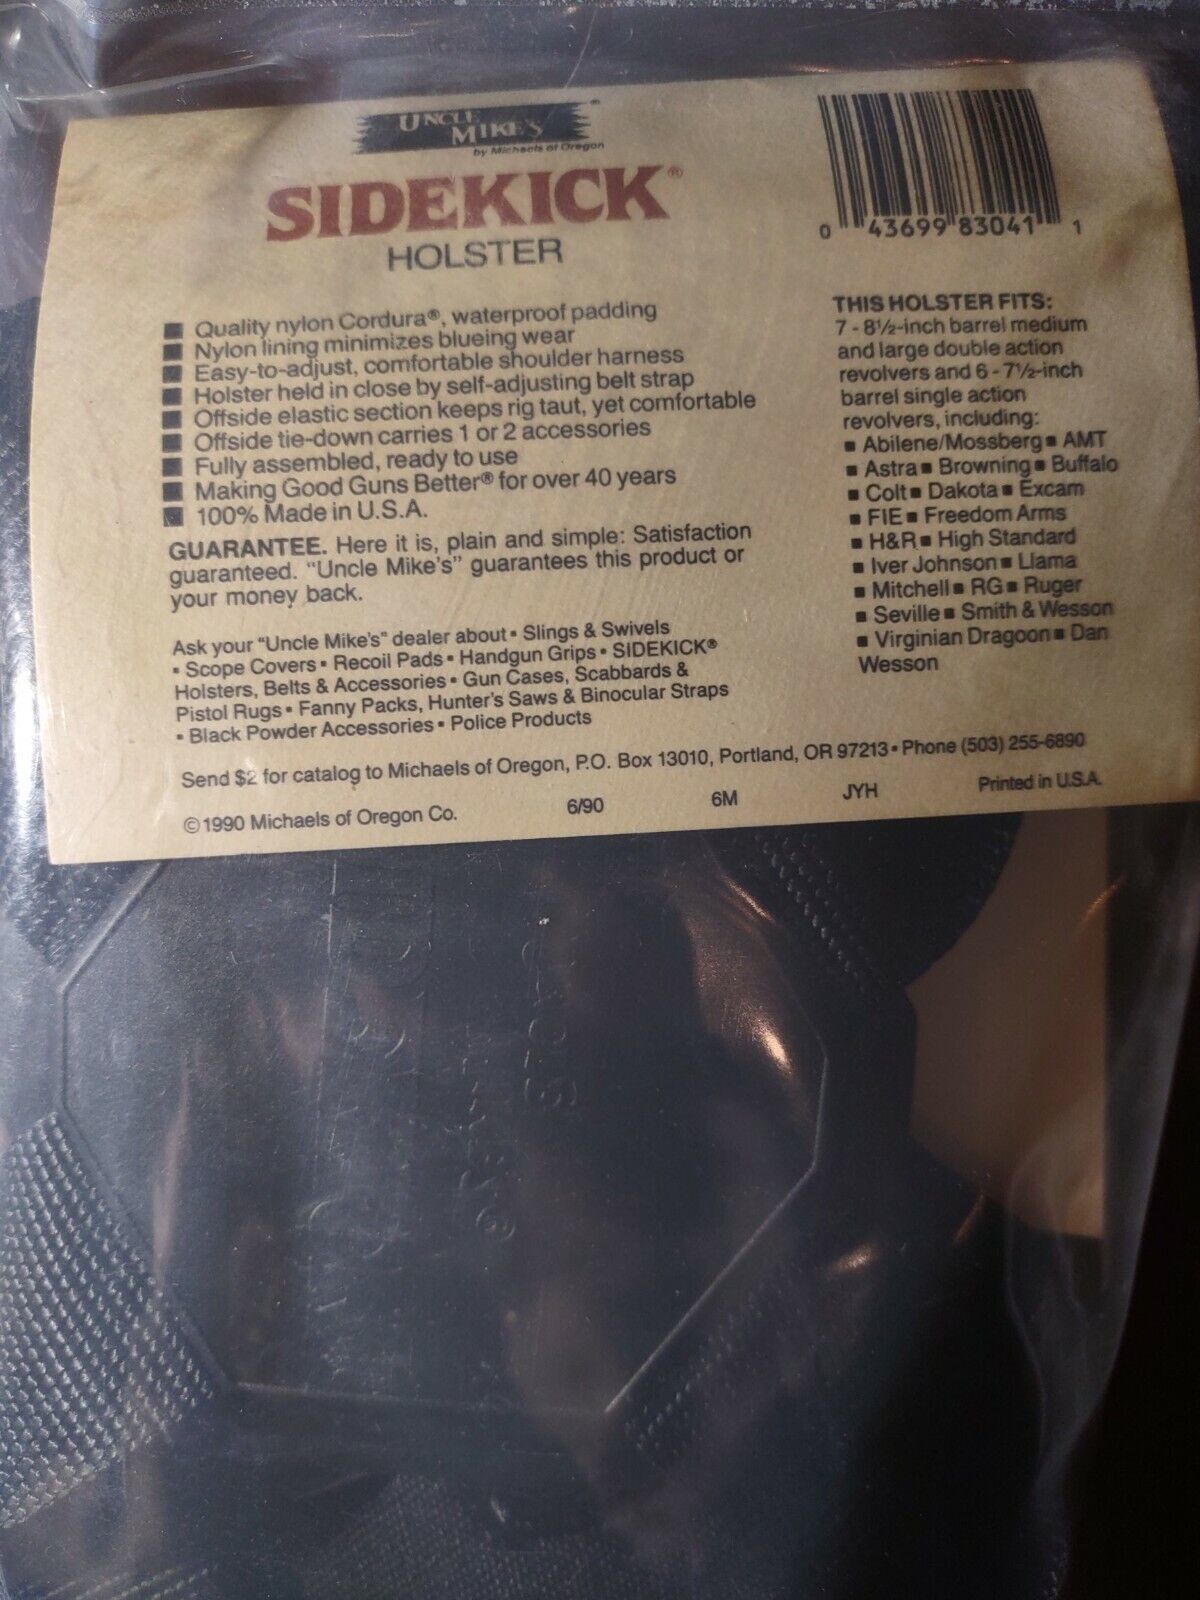 UNCLE
MIKE'S®
by Michaels of Oregon
SIDEKICK®
HOLSTER
■ Quality nylon Cordura®, waterproof padding
■ Nylon lining minimizes blueing wear
■ Easy-to-adjust, comfortable shoulder harness
■ Holster held in close by self-adjusting belt strap
■ Offside elastic section keeps rig taut, yet comfortable
■ Offside tie-down carries 1 or 2 accessories
■ Fully assembled, ready to use
■ Making Good Guns Better® for over 40 years
■ 100% Made in U.S.A.
GUARANTEE. Here it is, plain and simple: Satisfaction
guaranteed. "Uncle Mike's" guarantees this product or
your money back.
Ask your "Uncle Mike's" dealer about ▪ Slings & Swivels
▪ Scope Covers ▪ Recoil Pads ▪ Handgun Grips ▪ SIDEKICK®
Holsters, Belts & Accessories ▪ Gun Cases, Scabbards &
Pistol Rugs ▪ Fanny Packs, Hunter's Saws & Binocular Straps
▪ Black Powder Accessories ▪ Police Products
0 43699 83041 1
THIS HOLSTER FITS:
7 - 8½-inch barrel medium
and large double action
revolvers and 6 - 7½-inch
barrel single action
revolvers, including:
■ Abilene/Mossberg ■ AMT
■ Astra ■ Browning ■ Buffalo
■ Colt ■ Dakota ■ Excam
■ FIE ■ Freedom Arms
■ H&R ■ High Standard
■ Iver Johnson ■ Llama
■ Mitchell ■ RG ■ Ruger
■ Seville ■ Smith & Wesson
■ Virginian Dragoon ■ Dan
Wesson
Send $2 for catalog to Michaels of Oregon, P.O. Box 13010, Portland, OR 97213 ▪ Phone (503) 255-6890
© 1990 Michaels of Oregon Co. 6/90 6M JYH Printed in U.S.A.